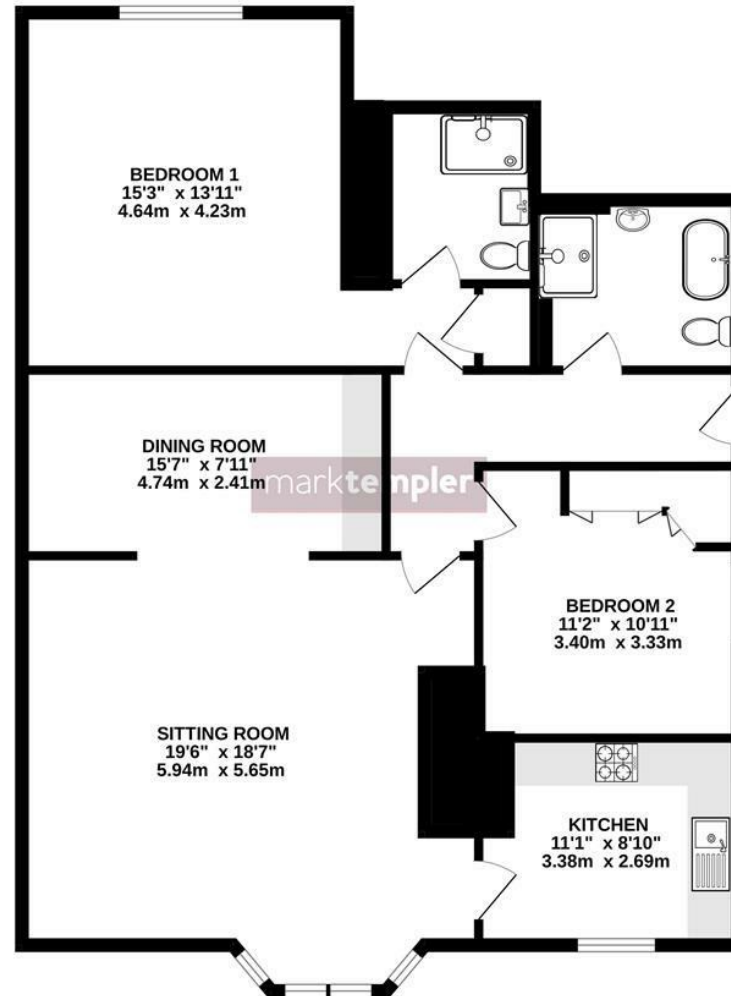 BEDROOM 1
15'3" x 13'11"
4.64m x 4.23m
DINING ROOM
15'7" x 7'11"
4.74m x 2.41m
marktempler
BEDROOM 2
11'2" x 10'11"
3.40m x 3.33m
SITTING ROOM
19'6" x 18'7"
5.94m x 5.65m
KITCHEN
11'1" x 8'10"
3.38m x 2.69m